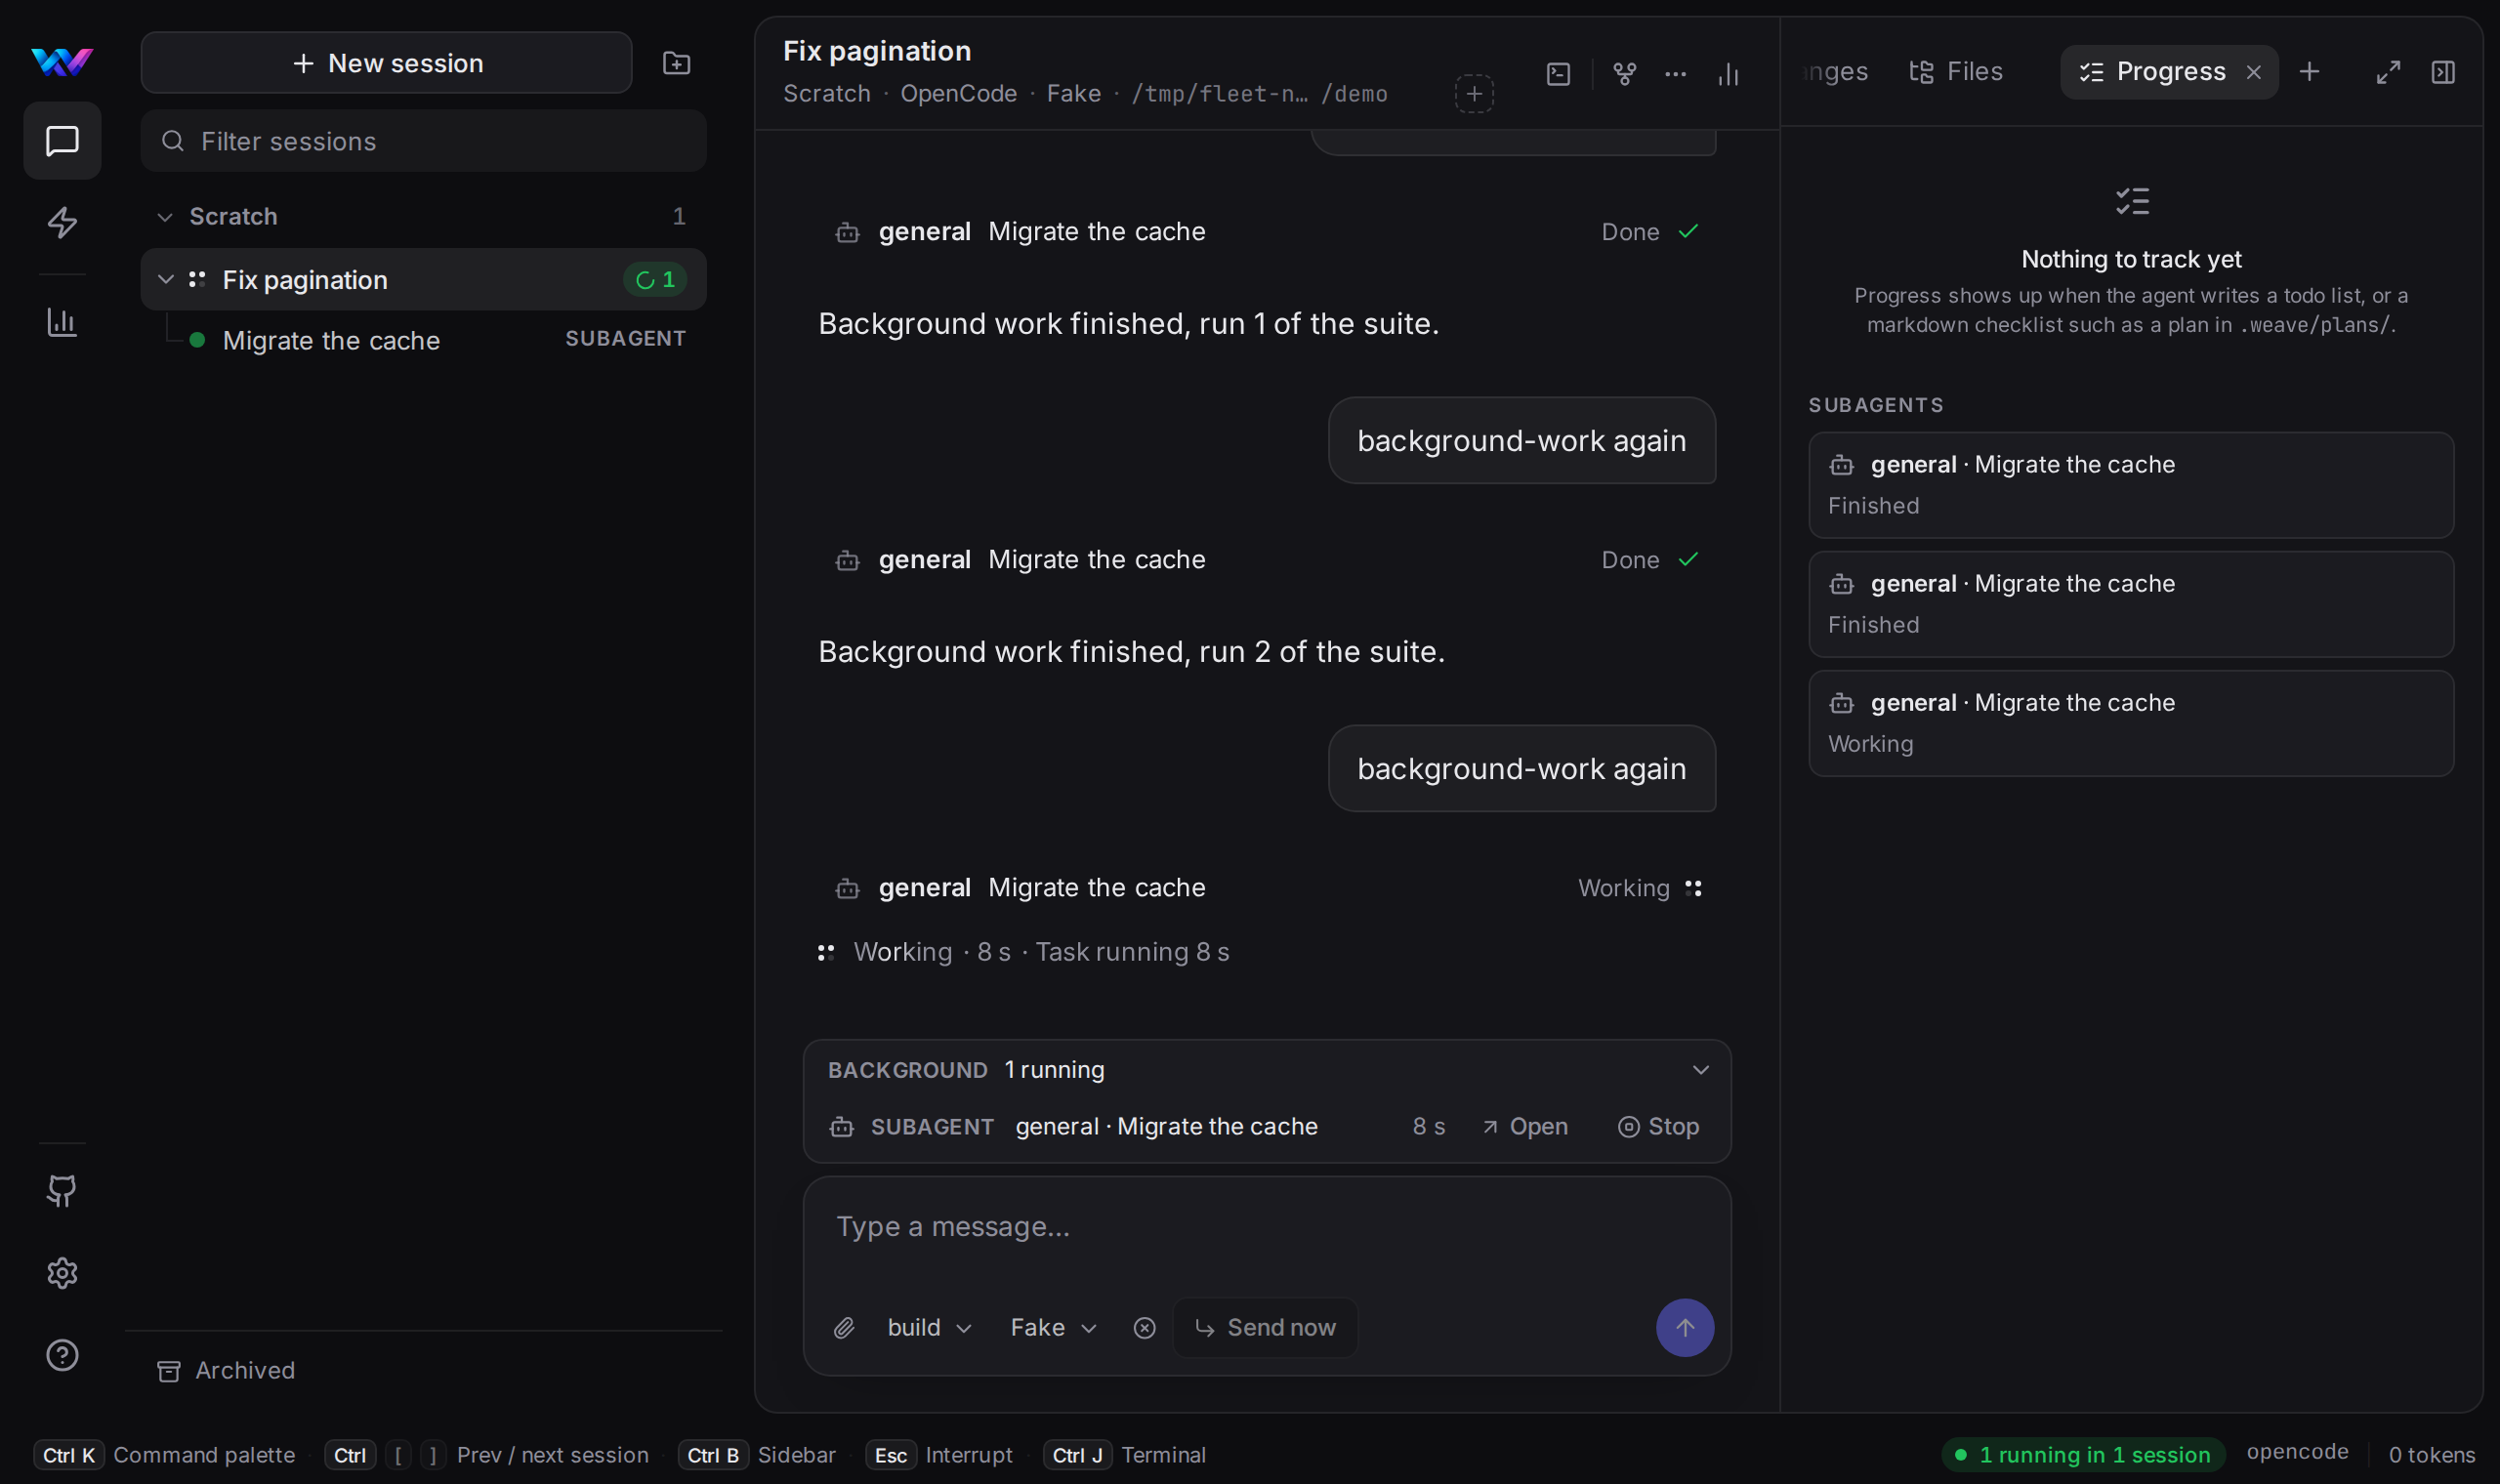 New session
Filter sessions
Scratch 1
Fix pagination 1
Migrate the cache SUBAGENT
Archived
Fix pagination
Scratch · OpenCode · Fake · /tmp/fleet-n… /demo
general Migrate the cache Done
Background work finished, run 1 of the suite.
background-work again
general Migrate the cache Done
Background work finished, run 2 of the suite.
background-work again
general Migrate the cache Working
Working · 8 s · Task running 8 s
BACKGROUND 1 running
SUBAGENT general · Migrate the cache 8 s Open Stop
Type a message...
build Fake Send now
anges Files Progress
Nothing to track yet
Progress shows up when the agent writes a todo list, or a
markdown checklist such as a plan in .weave/plans/.
SUBAGENTS
general · Migrate the cache
Finished
general · Migrate the cache
Finished
general · Migrate the cache
Working
Ctrl K Command palette · Ctrl [ ] Prev / next session · Ctrl B Sidebar · Esc Interrupt · Ctrl J Terminal
1 running in 1 session opencode 0 tokens